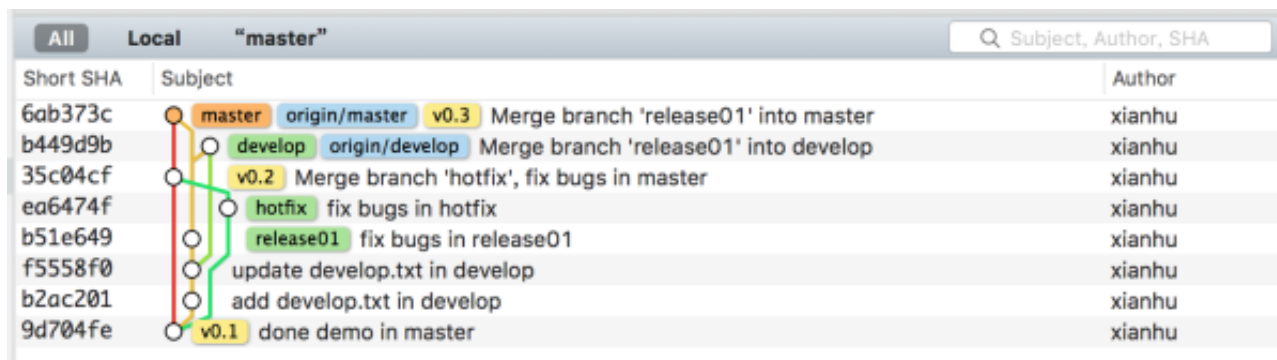 All Local “master” Subject, Author, SHA
Short SHA Subject Author
6ab373c master origin/master v0.3 Merge branch 'release01' into master xianhu
b449d9b develop origin/develop Merge branch 'release01' into develop xianhu
35c04cf v0.2 Merge branch 'hotfix', fix bugs in master xianhu
ea6474f hotfix fix bugs in hotfix xianhu
b51e649 release01 fix bugs in release01 xianhu
f5558f0 update develop.txt in develop xianhu
b2ac201 add develop.txt in develop xianhu
9d704fe v0.1 done demo in master xianhu